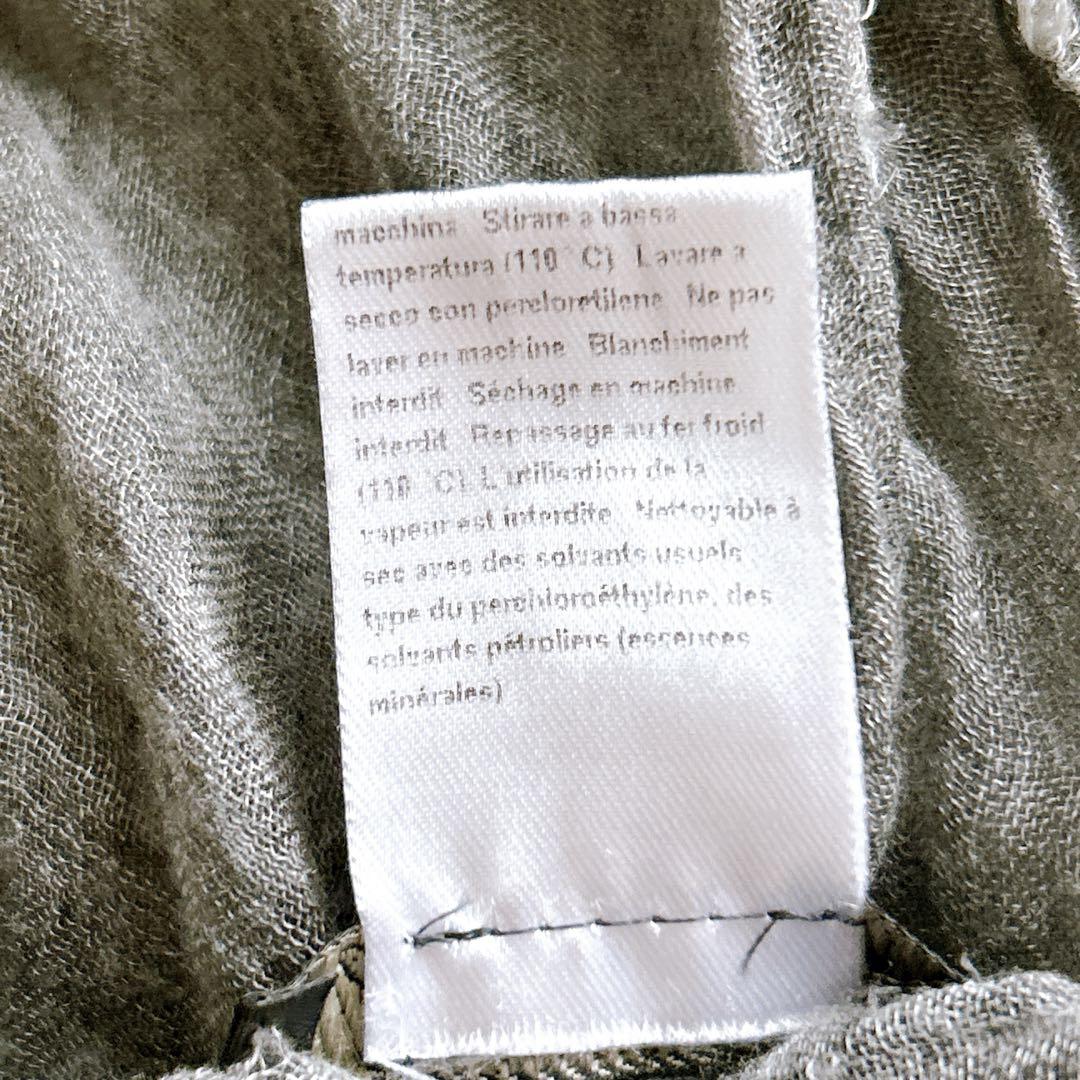 macchina Stirare a bassa
temperatura (110 °C) Lavare a
secco con percloretilene Ne pas
laver en machine Blanchiment
interdit Séchage en machine
interdit Repassage au fer froid
(110 °C) L'utilisation de la
vapeur est interdite Nettoyable à
sec avec des solvants usuels
type du perchloroéthylène, des
solvants pétroliers (essences
minérales)